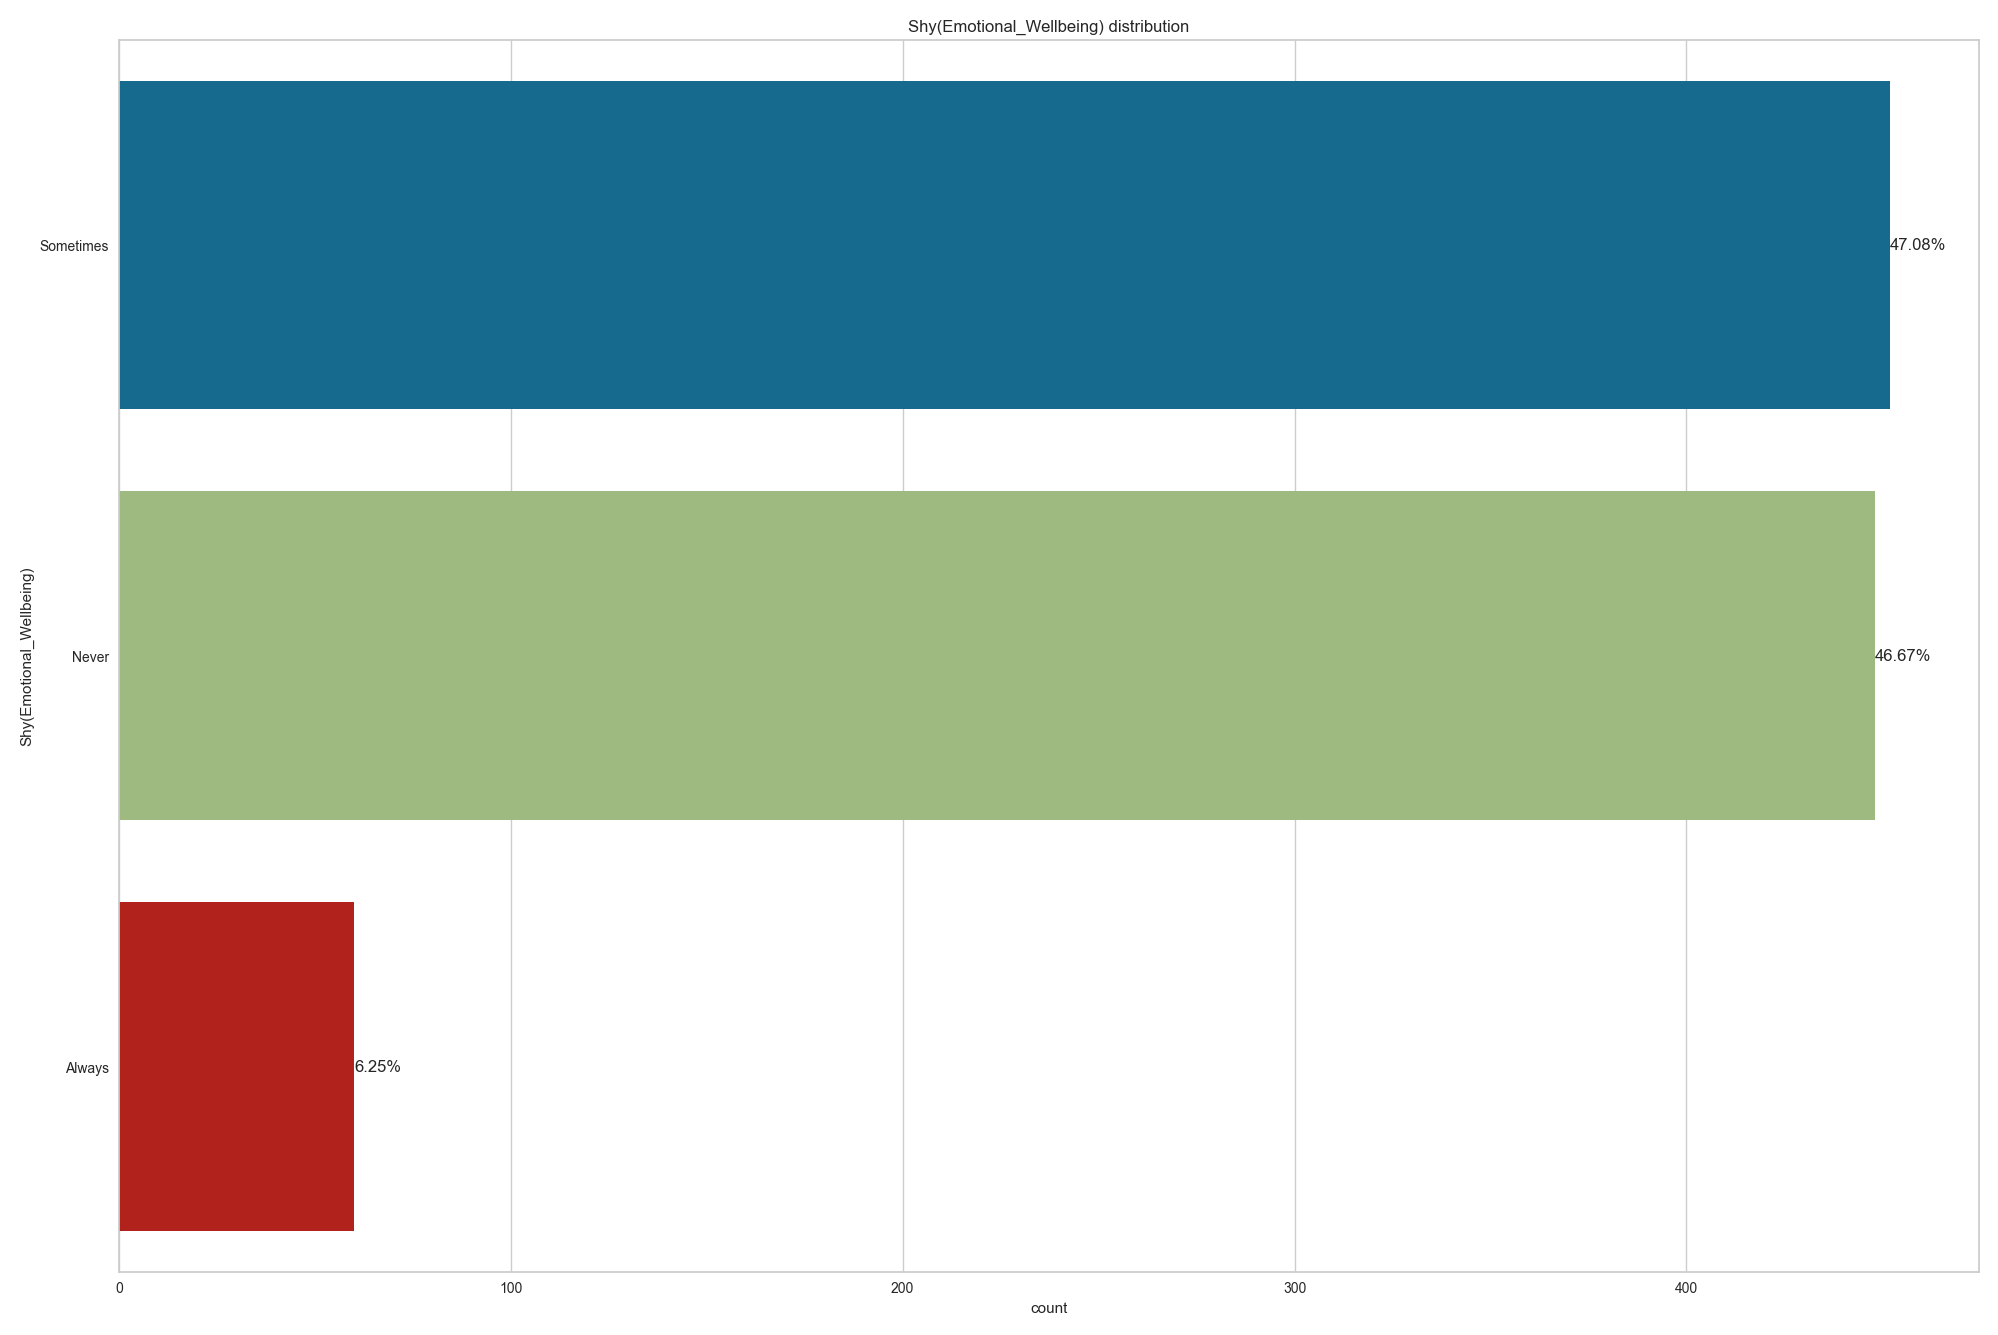 Shy(Emotional_Wellbeing) distribution
Shy(Emotional_Wellbeing)
Sometimes
47.08%
Never
46.67%
Always
6.25%
0 100 200 300 400
count